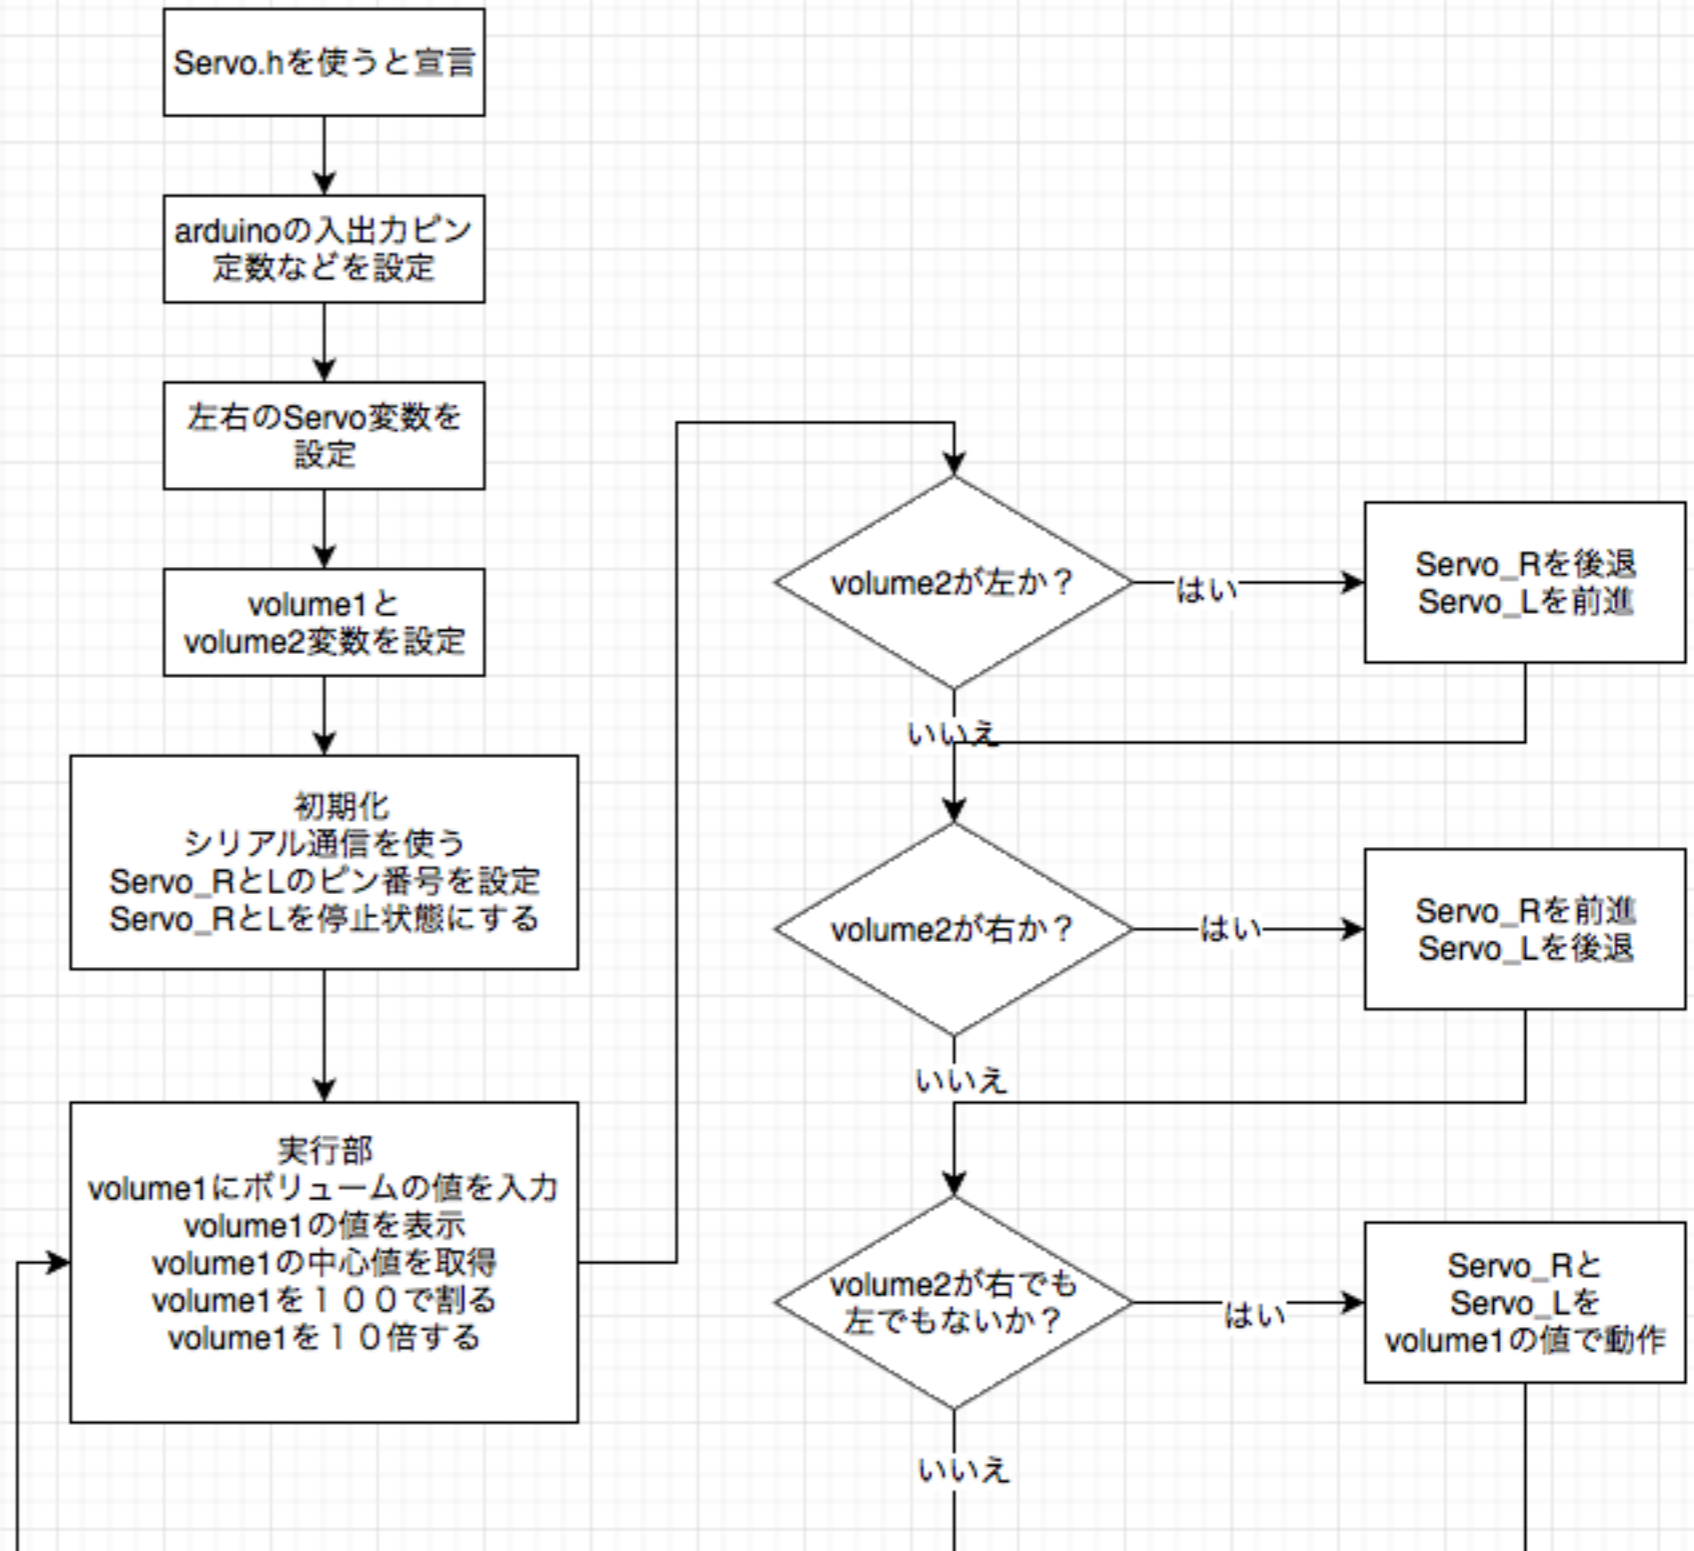 Servo.hを使うと宣言
arduinoの入出力ピン
定数などを設定
左右のServo変数を
設定
volume1と
volume2変数を設定
初期化
シリアル通信を使う
Servo_RとLのピン番号を設定
Servo_RとLを停止状態にする
実行部
volume1にボリュームの値を入力
volume1の値を表示
volume1の中心値を取得
volume1を１００で割る
volume1を１０倍する
volume2が左か？
はい
Servo_Rを後退
Servo_Lを前進
いいえ
volume2が右か？
はい
Servo_Rを前進
Servo_Lを後退
いいえ
volume2が右でも
左でもないか？
はい
Servo_Rと
Servo_Lを
volume1の値で動作
いいえ